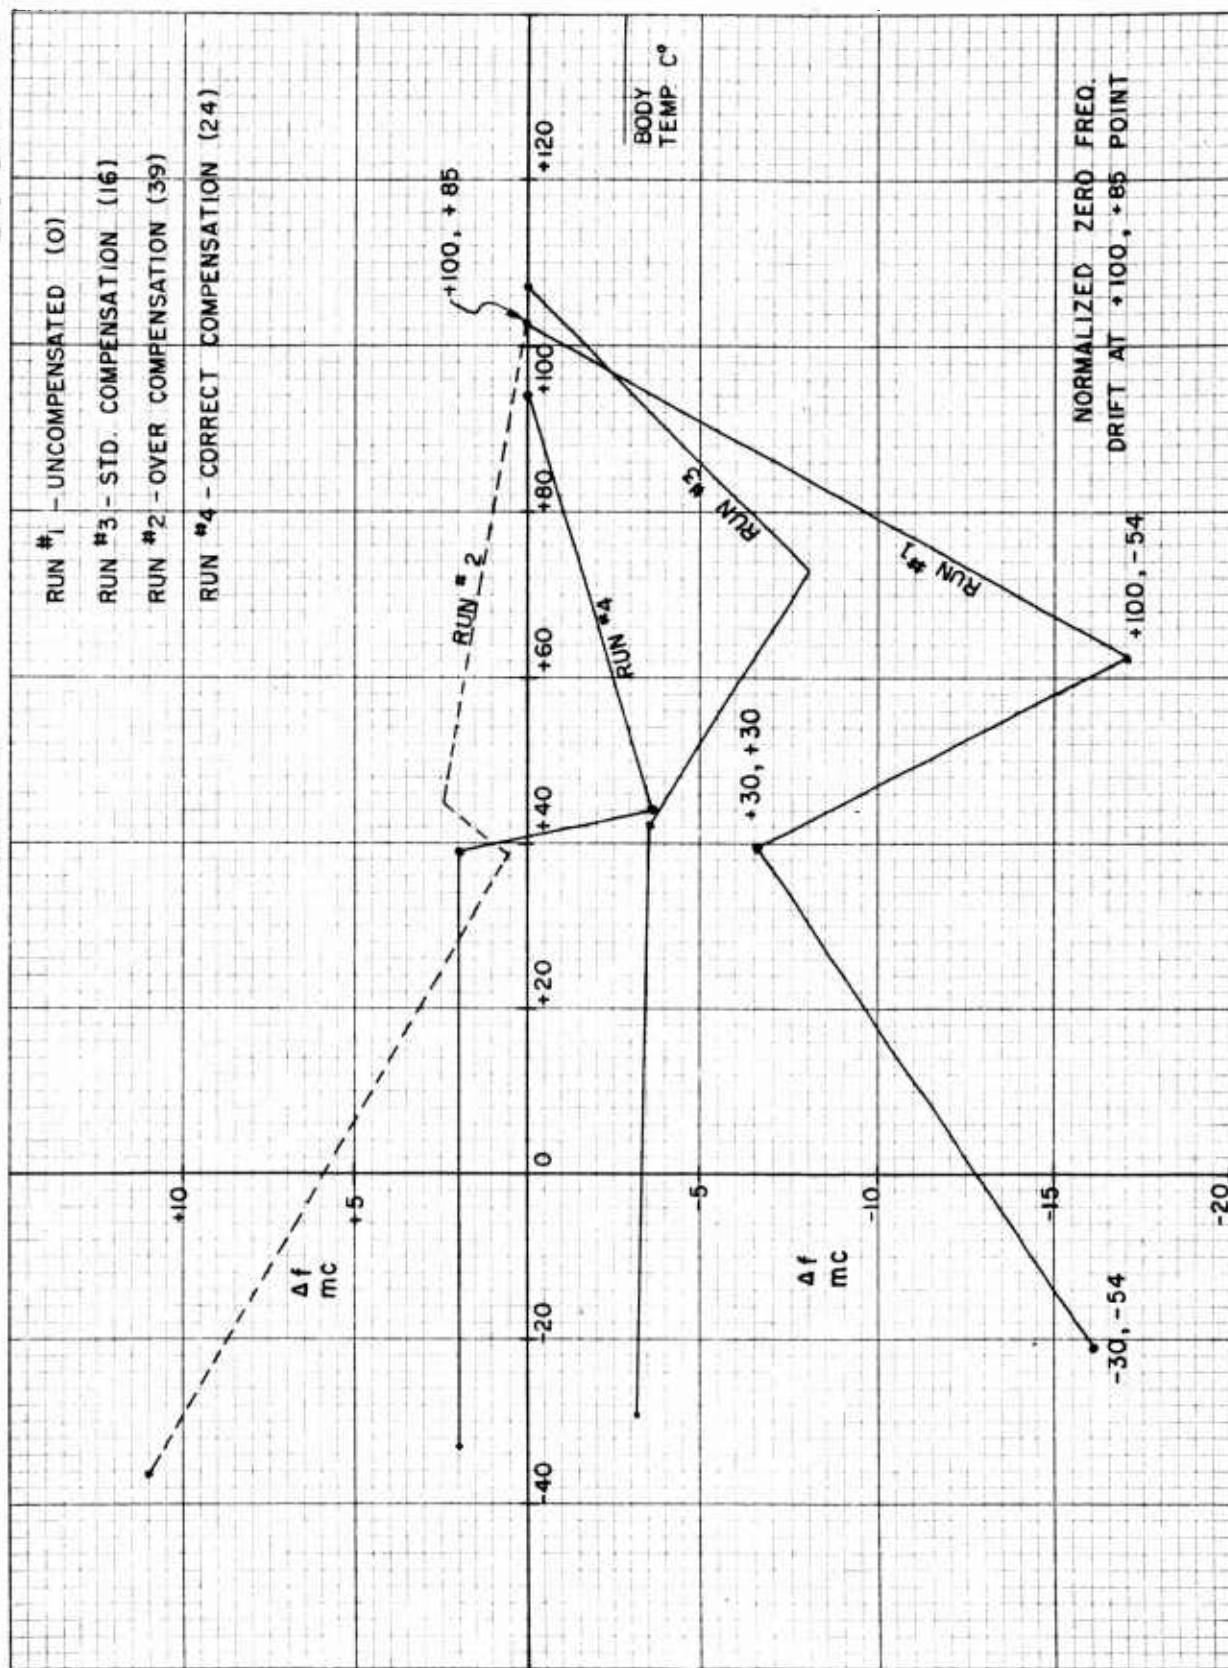 RUN #1 - UNCOMPENSATED (0)
RUN #3 - STD. COMPENSATION (16)
RUN #2 - OVER COMPENSATION (39)
RUN #4 - CORRECT COMPENSATION (24)
+100, +85
BODY
TEMP C°
+10
+5
-5
-10
-15
-20
Δf
mc
Δf
mc
-40
-20
0
+20
+40
+60
+80
+100
+120
RUN #2
RUN #4
RUN #3
RUN #1
+30, +30
+100, -54
-30, -54
NORMALIZED ZERO FREQ.
DRIFT AT +100, +85 POINT